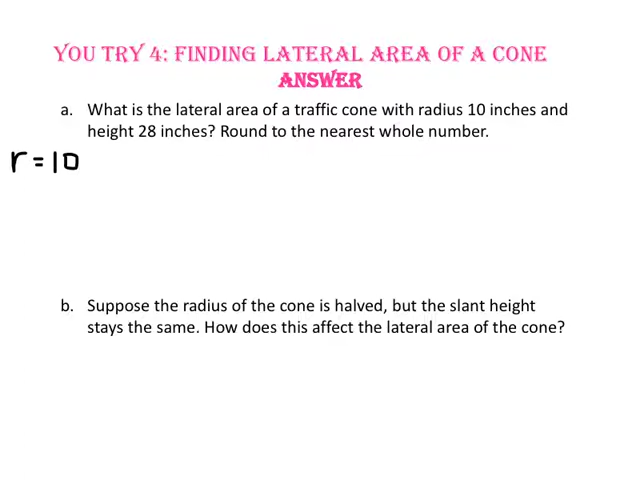 YOU TRY 4: FINDING LATERAL AREA OF A CONE
ANSWER
a. What is the lateral area of a traffic cone with radius 10 inches and
height 28 inches? Round to the nearest whole number.
r = 10
b. Suppose the radius of the cone is halved, but the slant height
stays the same. How does this affect the lateral area of the cone?